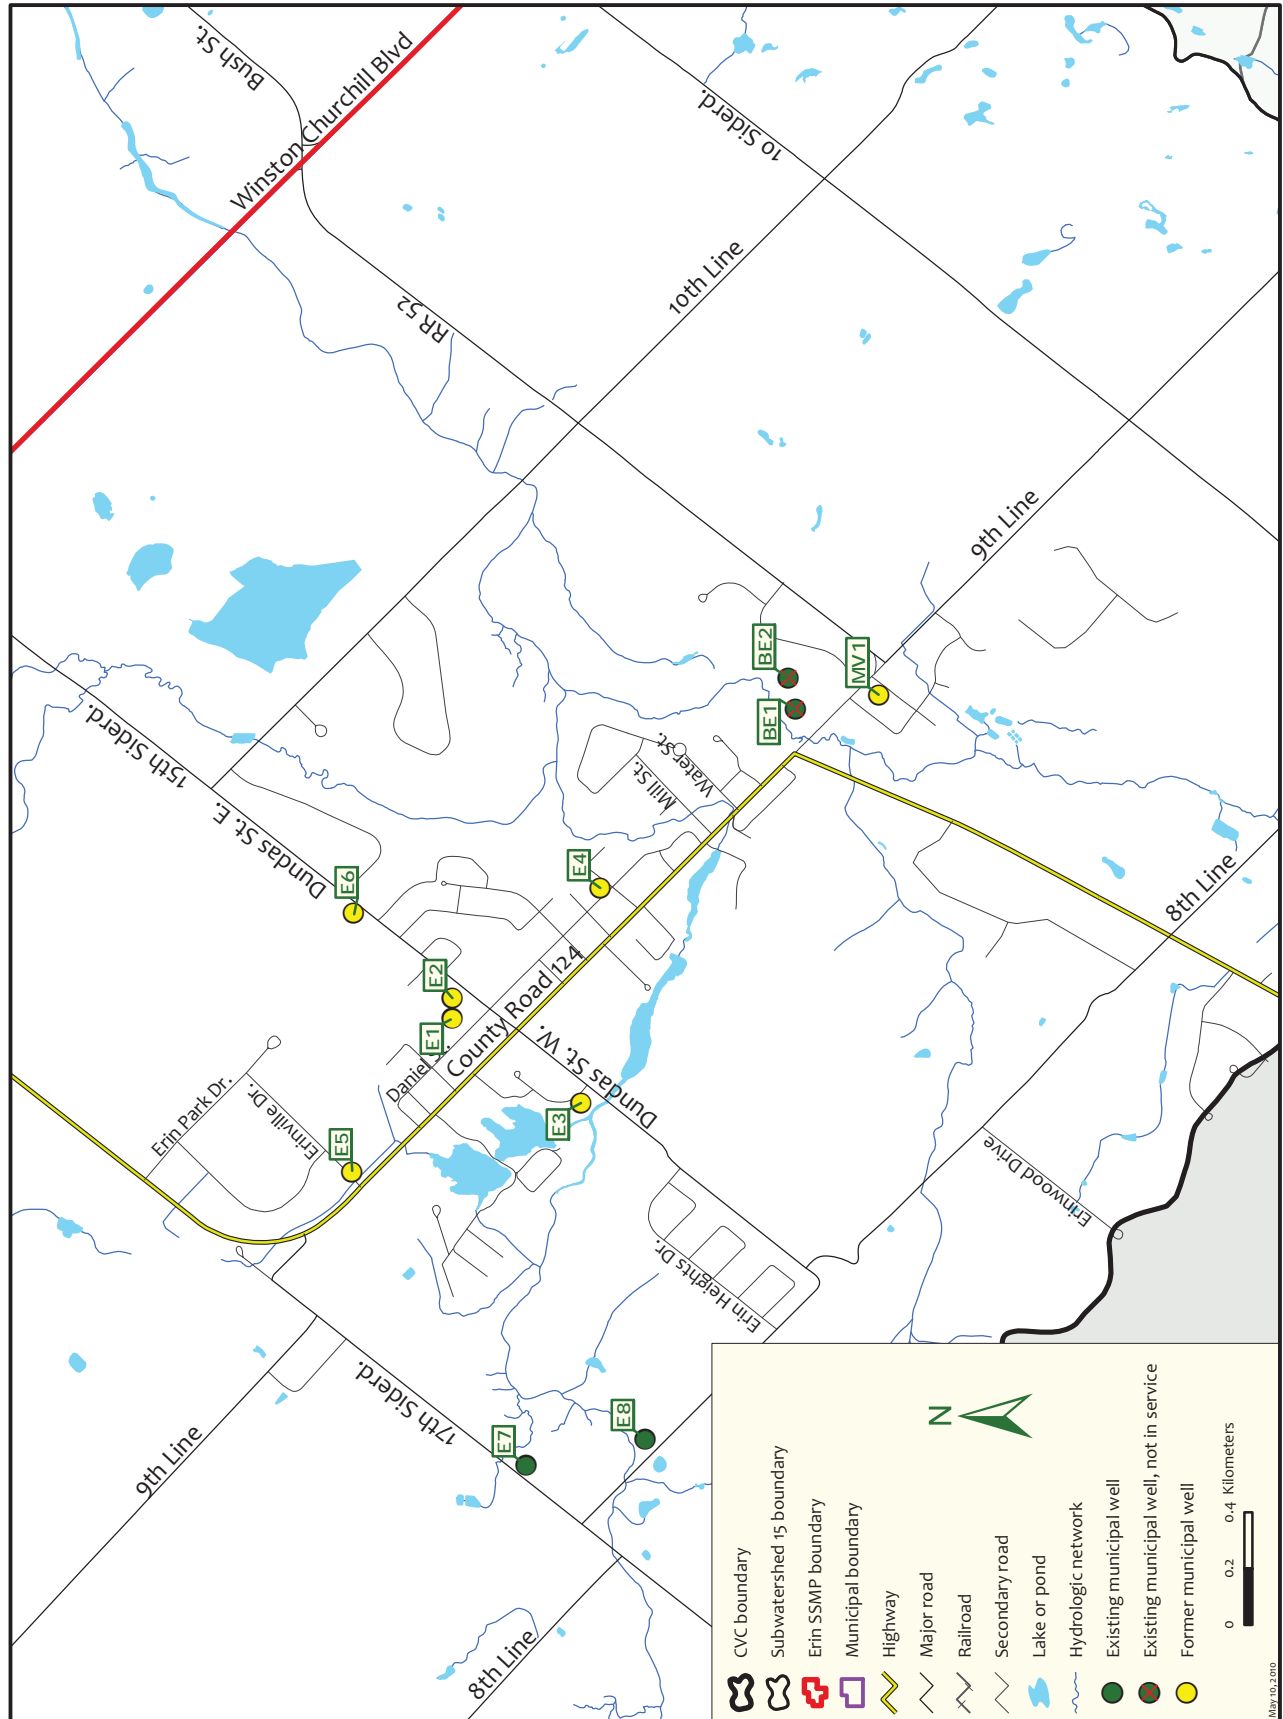 Bush St.
Winston Churchill Blvd
10 Siderd.
RR 52
10th Line
9th Line
15th Siderd.
Dundas St. E.
BE2
BE1
MV1
Water St.
Mill St.
E6
E4
E2
E1
County Road 124
Daniel St.
Dundas St. W.
8th Line
Erin Park Dr.
Erinville Dr.
E5
E3
Erinwood Drive
Erin Heights Dr.
17th Siderd.
9th Line
E7
E8
8th Line
CVC boundary
Subwatershed 15 boundary
Erin SSMP boundary
Municipal boundary
Highway
Major road
Railroad
Secondary road
Lake or pond
Hydrologic network
Existing municipal well
Existing municipal well, not in service
Former municipal well
N
0 0.2 0.4 Kilometers
May 10, 2010